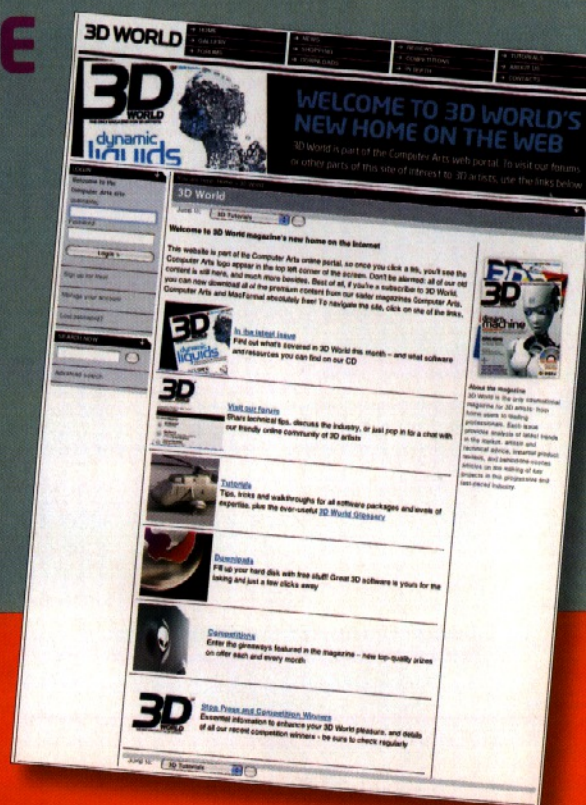 E
3D WORLD
HOME
GALLERY
FORUMS
NEWS
SHOPPING
DOWNLOADS
REVIEWS
COMPETITIONS
TUTORIALS
ABOUT US
CONTACTS
3D
WORLD
dynamic
liquids
WELCOME TO 3D WORLD'S
NEW HOME ON THE WEB
3D World is part of the Computer Arts web portal. To visit our forums
or other parts of this site of interest to 3D artists, use the links below
LOGIN
Welcome to the
Computer Arts site
Username
Password
Login
Sign up for free
Manage your account
Lost password?
SEARCH NOW
Advanced search
3D World
Jump to: 3D Tutorials
Welcome to 3D World magazine's new home on the internet
This website is part of the Computer Arts online portal, so once you click a link, you'll see the
Computer Arts logo appear in the top left corner of the screen. Don't be alarmed: all of our old
content is still here, and much more besides. Best of all, if you're a subscriber to 3D World,
you can now download all of the premium content from our sister magazines Computer Arts,
Computer Arts and MacFormat absolutely free! To navigate the site, click on one of the links.
3D
WORLD
dynamic
liquids
In the latest issue
Find out what's covered in 3D World this month – and what software
and resources you can find on our CD
3D
Visit our forum
Share technical tips, discuss the industry, or just pop in for a chat with
our friendly online community of 3D artists
Tutorials
Tips, tricks and walkthroughs for all software packages and levels of
expertise, plus the ever-useful 3D World Glossary
Downloads
Fill up your hard disk with free stuff! Great 3D software is yours for the
taking and just a few clicks away
Competitions
Enter the giveaways featured in the magazine – new top-quality prizes
on offer each and every month
3D
WORLD
Stop Press and Competition Winners
Essential information to enhance your 3D World pleasure, and details
of all our recent competition winners – be sure to check regularly
Jump to: 3D Tutorials
3D
machine
About the magazine
3D World is the only international
magazine for 3D artists: from
home users to leading
professionals. Each issue
provides analysis of latest trends
in the market, artistic and
technical advice, essential product
reviews, and
articles on the making of key
projects in this progressive and
fast-paced industry